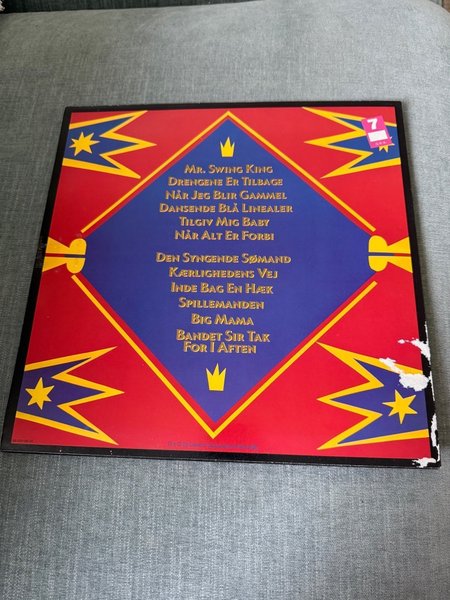 7
MR. SWING KING
DRENGENE ER TILBAGE
NÅR JEG BLIR GAMMEL
DANSENDE BLÅ LINEALER
TILGIV MIG BABY
NÅR ALT ER FORBI
DEN SYNGENDE SØMAND
KÆRLIGHEDENS VEJ
INDE BAG EN HÆK
SPILLEMANDEN
BIG MAMA
BANDET SIR TAK
FOR I AFTEN